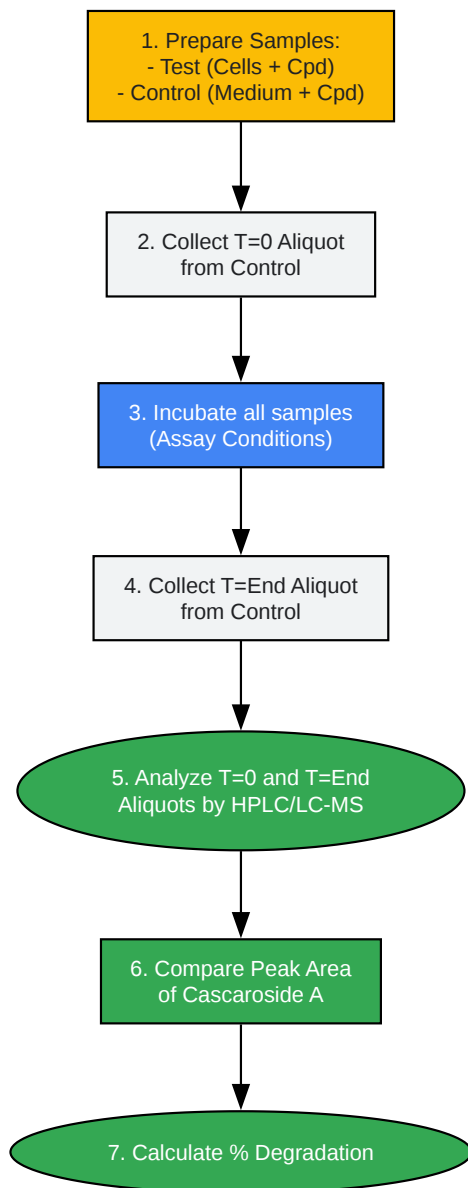 1. Prepare Samples:
- Test (Cells + Cpd)
- Control (Medium + Cpd)
2. Collect T=0 Aliquot
from Control
3. Incubate all samples
(Assay Conditions)
4. Collect T=End Aliquot
from Control
5. Analyze T=0 and T=End
Aliquots by HPLC/LC-MS
6. Compare Peak Area
of Cascaroside A
7. Calculate % Degradation